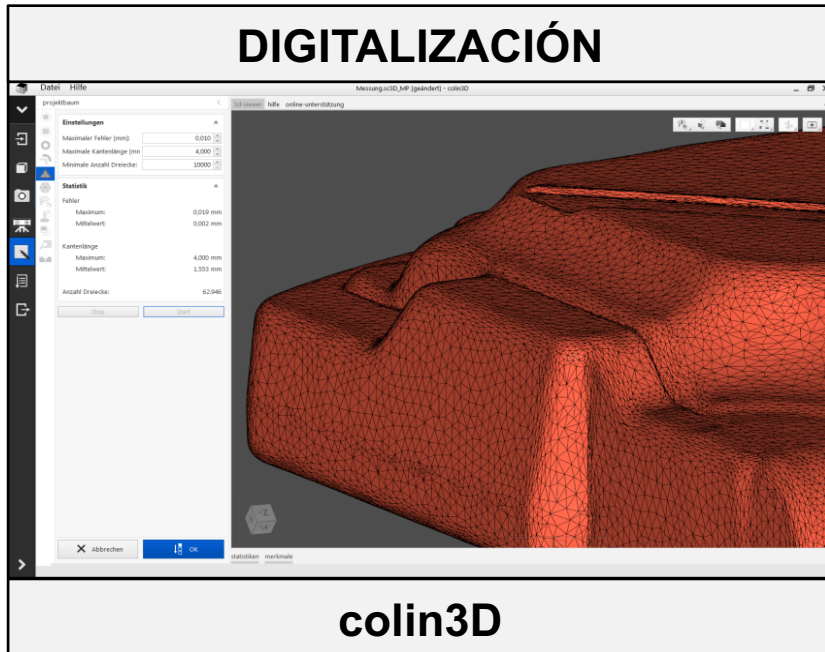 DIGITALIZACIÓN
Datei Hilfe
Messung.sc3D_MP (geändert) - colin3D
projektbaum
3d-viewer hilfe online-unterstützung
Einstellungen
Maximaler Fehler (mm): 0,010
Maximale Kantenlänge (mm 4,000
Minimale Anzahl Dreiecke: 10000
Statistik
Fehler
Maximum: 0,019 mm
Mittelwert: 0,002 mm
Kantenlänge
Maximum: 4,000 mm
Mittelwert: 1,553 mm
Anzahl Dreiecke: 62.946
Stop Start
Abbrechen OK
statistiken merkmale
colin3D